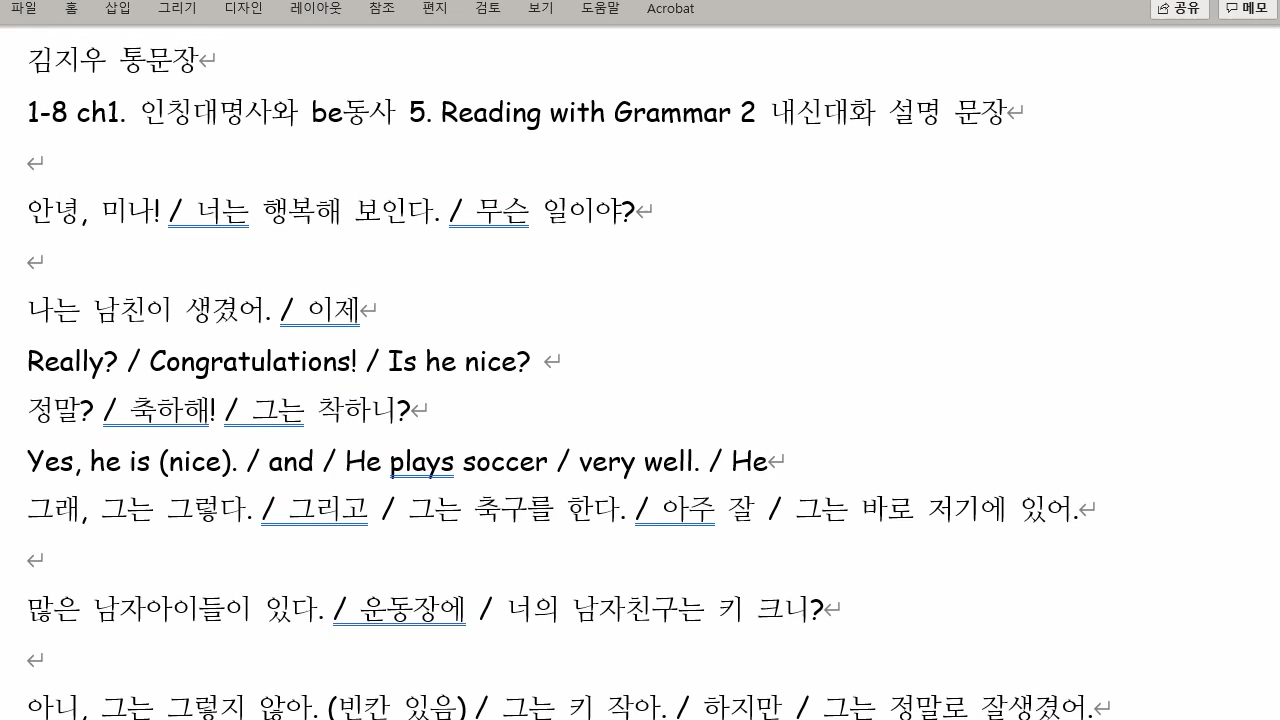 파일 홈 삽입 그리기 디자인 레이아웃 참조 편지 검토 보기 도움말 Acrobat 공유 메모
김지우 통문장
1-8 ch1. 인칭대명사와 be동사 5. Reading with Grammar 2 내신대화 설명 문장
안녕, 미나! / 너는 행복해 보인다. / 무슨 일이야?
나는 남친이 생겼어. / 이제
Really? / Congratulations! / Is he nice?
정말? / 축하해! / 그는 착하니?
Yes, he is (nice). / and / He plays soccer / very well. / He
그래, 그는 그렇다. / 그리고 / 그는 축구를 한다. / 아주 잘 / 그는 바로 저기에 있어.
많은 남자아이들이 있다. / 운동장에 / 너의 남자친구는 키 크니?
아니, 그는 그렇지 않아. (빈칸 있음) / 그는 키 작아. / 하지만 / 그는 정말로 잘생겼어.